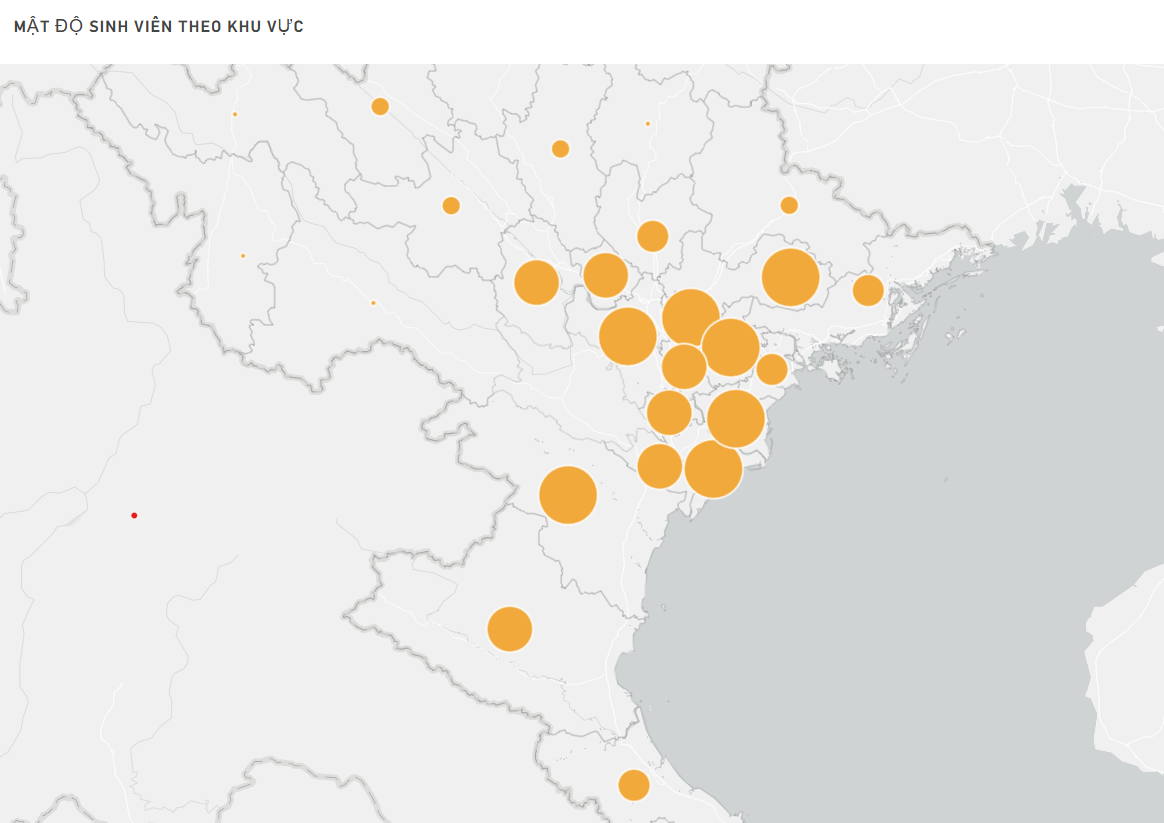 MẬT ĐỘ SINH VIÊN THEO KHU VỰC